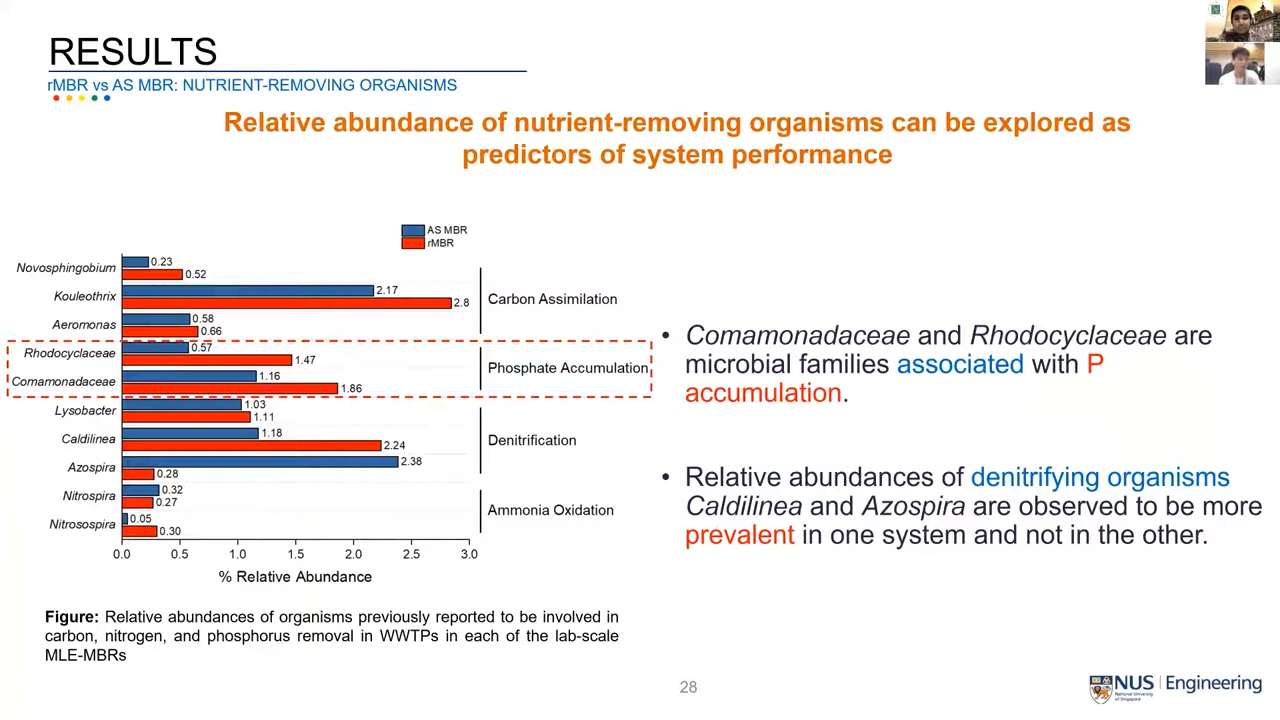 RESULTS
rMBR vs AS MBR: NUTRIENT-REMOVING ORGANISMS
Relative abundance of nutrient-removing organisms can be explored as
predictors of system performance
AS MBR
rMBR
Novosphingobium
0.23
0.52
Kouleothrix
2.17
2.8
Carbon Assimilation
Aeromonas
0.58
0.66
Rhodocyclaceae
0.57
1.47
Phosphate Accumulation
Comamonadaceae
1.16
1.86
Lysobacter
1.03
1.11
Caldilinea
1.18
2.24
Denitrification
Azospira
2.38
0.28
Nitrospira
0.32
0.27
Ammonia Oxidation
Nitrosospira
0.05
0.30
0.0 0.5 1.0 1.5 2.0 2.5 3.0
% Relative Abundance
• Comamonadaceae and Rhodocyclaceae are
microbial families associated with P
accumulation.
• Relative abundances of denitrifying organisms
Caldilinea and Azospira are observed to be more
prevalent in one system and not in the other.
Figure: Relative abundances of organisms previously reported to be involved in
carbon, nitrogen, and phosphorus removal in WWTPs in each of the lab-scale
MLE-MBRs
28
NUS
National University
of Singapore
Engineering